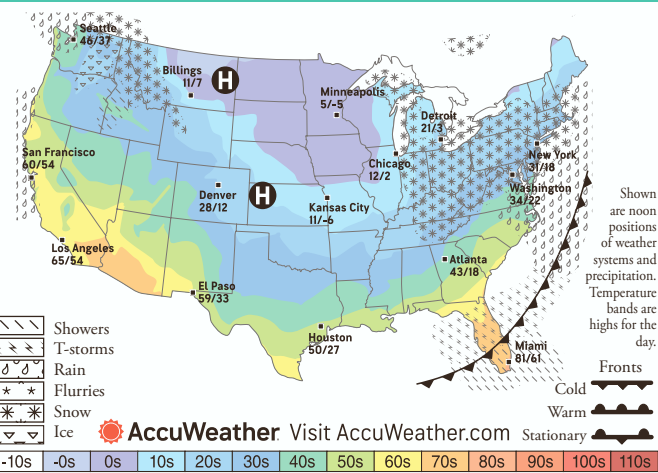 Seattle
46/37
Billings
11/7
H
Minneapolis
5/-5
Detroit
21/3
San Francisco
60/54
Chicago
12/2
New York
31/18
Denver
28/12
H
Kansas City
11/-6
Washington
34/22
Los Angeles
65/54
El Paso
59/33
Atlanta
43/18
Houston
50/27
Miami
81/61
Shown
are noon
positions
of weather
systems and
precipitation.
Temperature
bands are
highs for the
day.
Showers
T-storms
Rain
Flurries
Snow
Ice
Fronts
Cold
Warm
Stationary
AccuWeather Visit AccuWeather.com
-10s -0s 0s 10s 20s 30s 40s 50s 60s 70s 80s 90s 100s 110s